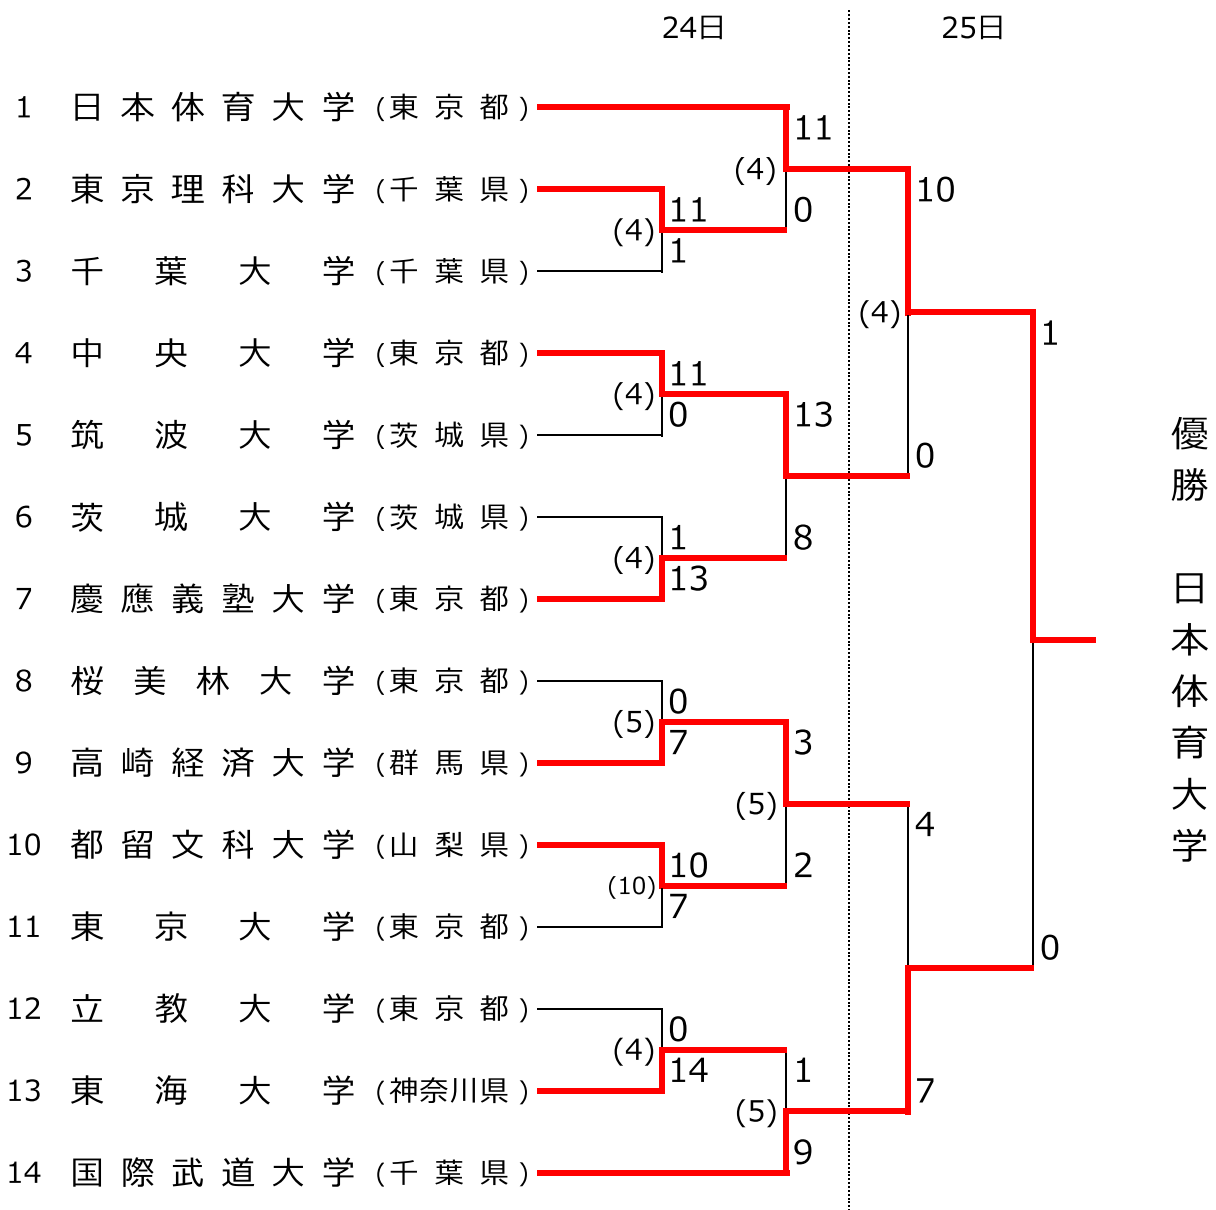 24日 25日
1 日本体育大学 (東京都)
11
(4)
2 東京理科大学 (千葉県)
10
11
0
(4)
1
3 千葉大学 (千葉県)
(4)
1
4 中央大学 (東京都)
11
(4)
13
0
5 筑波大学 (茨城県)
0
6 茨城大学 (茨城県)
1
8
(4)
13
7 慶應義塾大学 (東京都)
8 桜美林大学 (東京都)
0
(5)
7
3
9 高崎経済大学 (群馬県)
(5)
4
10 都留文科大学 (山梨県)
10
2
(10)
7
11 東京大学 (東京都)
0
12 立教大学 (東京都)
0
(4)
14
1
13 東海大学 (神奈川県)
7
(5)
9
14 国際武道大学 (千葉県)
優勝 日本体育大学